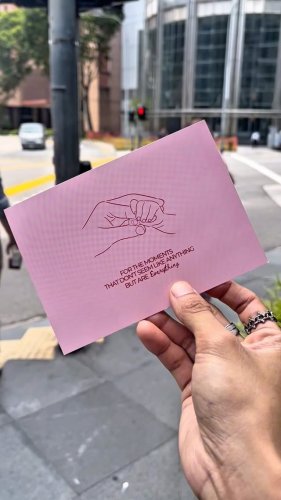 FOR THE MOMENTS
THAT DON'T SEEM LIKE ANYTHING
BUT ARE Everything